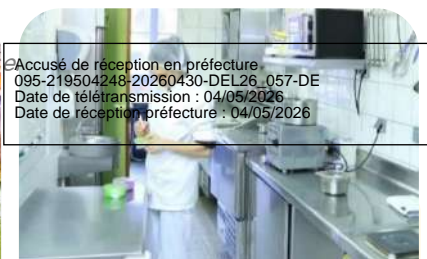 Accusé de réception en préfecture
095-219504248-20260430-DEL26_057-DE
Date de télétransmission : 04/05/2026
Date de réception préfecture : 04/05/2026